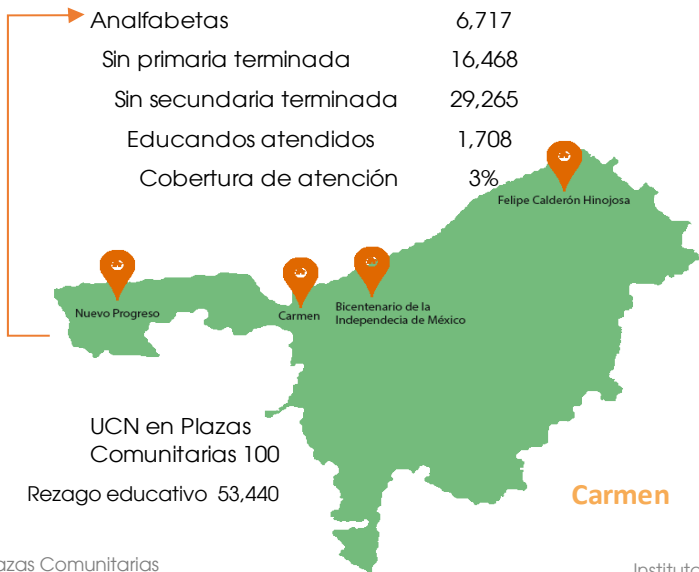 Analfabetas 6,717
Sin primaria terminada 16,468
Sin secundaria terminada 29,265
Educandos atendidos 1,708
Cobertura de atención 3%
Felipe Calderón Hinojosa
Nuevo Progreso
Carmen
Bicentenario de la
Independecia de México
UCN en Plazas
Comunitarias 100
Rezago educativo 53,440
Carmen
azas Comunitarias
Instituto